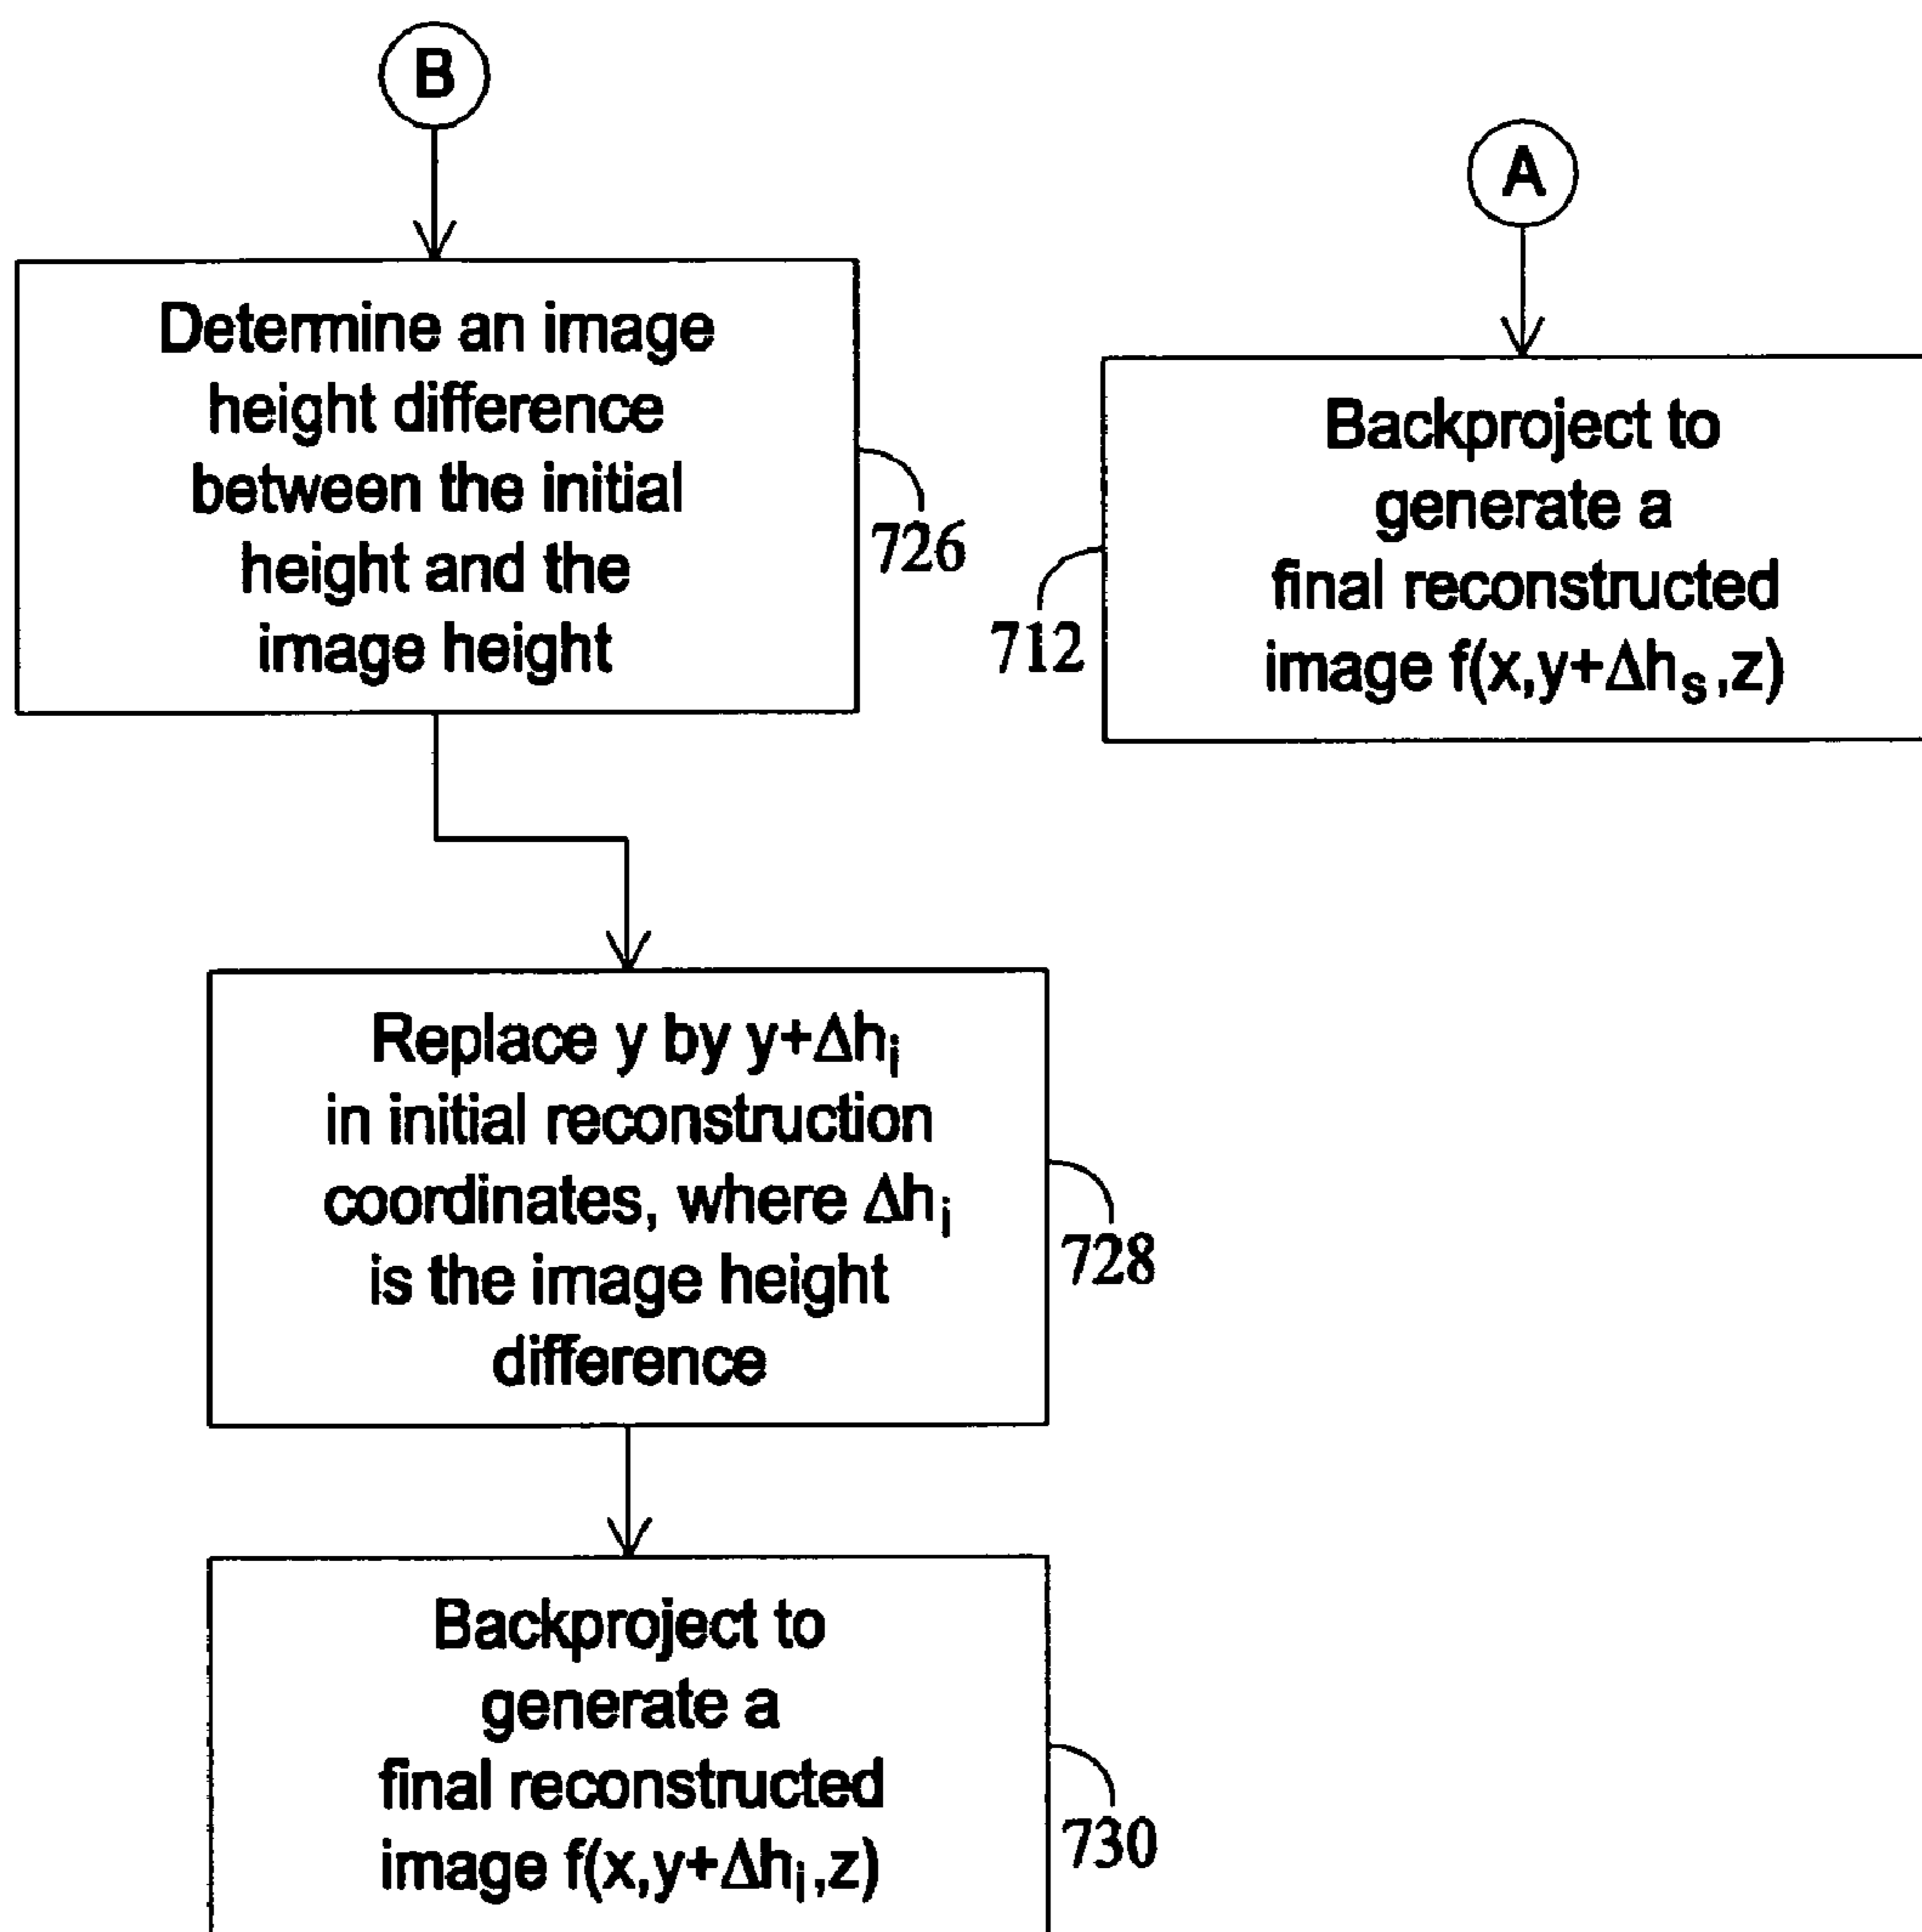 B
Determine an image
height difference
between the initial
height and the
image height
726
A
Backproject to
generate a
final reconstructed
image f(x,y+Δhₛ,z)
712
Replace y by y+Δhᵢ
in initial reconstruction
coordinates, where Δhᵢ
is the image height
difference
728
Backproject to
generate a
final reconstructed
image f(x,y+Δhᵢ,z)
730